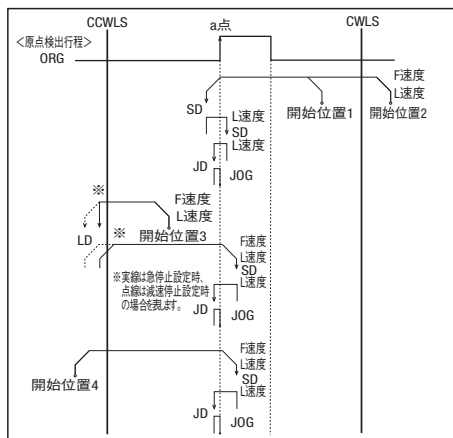 CCWLS
a点
CWLS
<原点検出行程>
ORG
F速度
L速度
SD
開始位置1
開始位置2
L速度
SD
L速度
JD
JOG
※
F速度
L速度
LD
※
開始位置3
F速度
L速度
SD
※実線は急停止設定時、
点線は減速停止設定時
の場合を表します。
L速度
JD
JOG
F速度
L速度
SD
開始位置4
L速度
JD
JOG